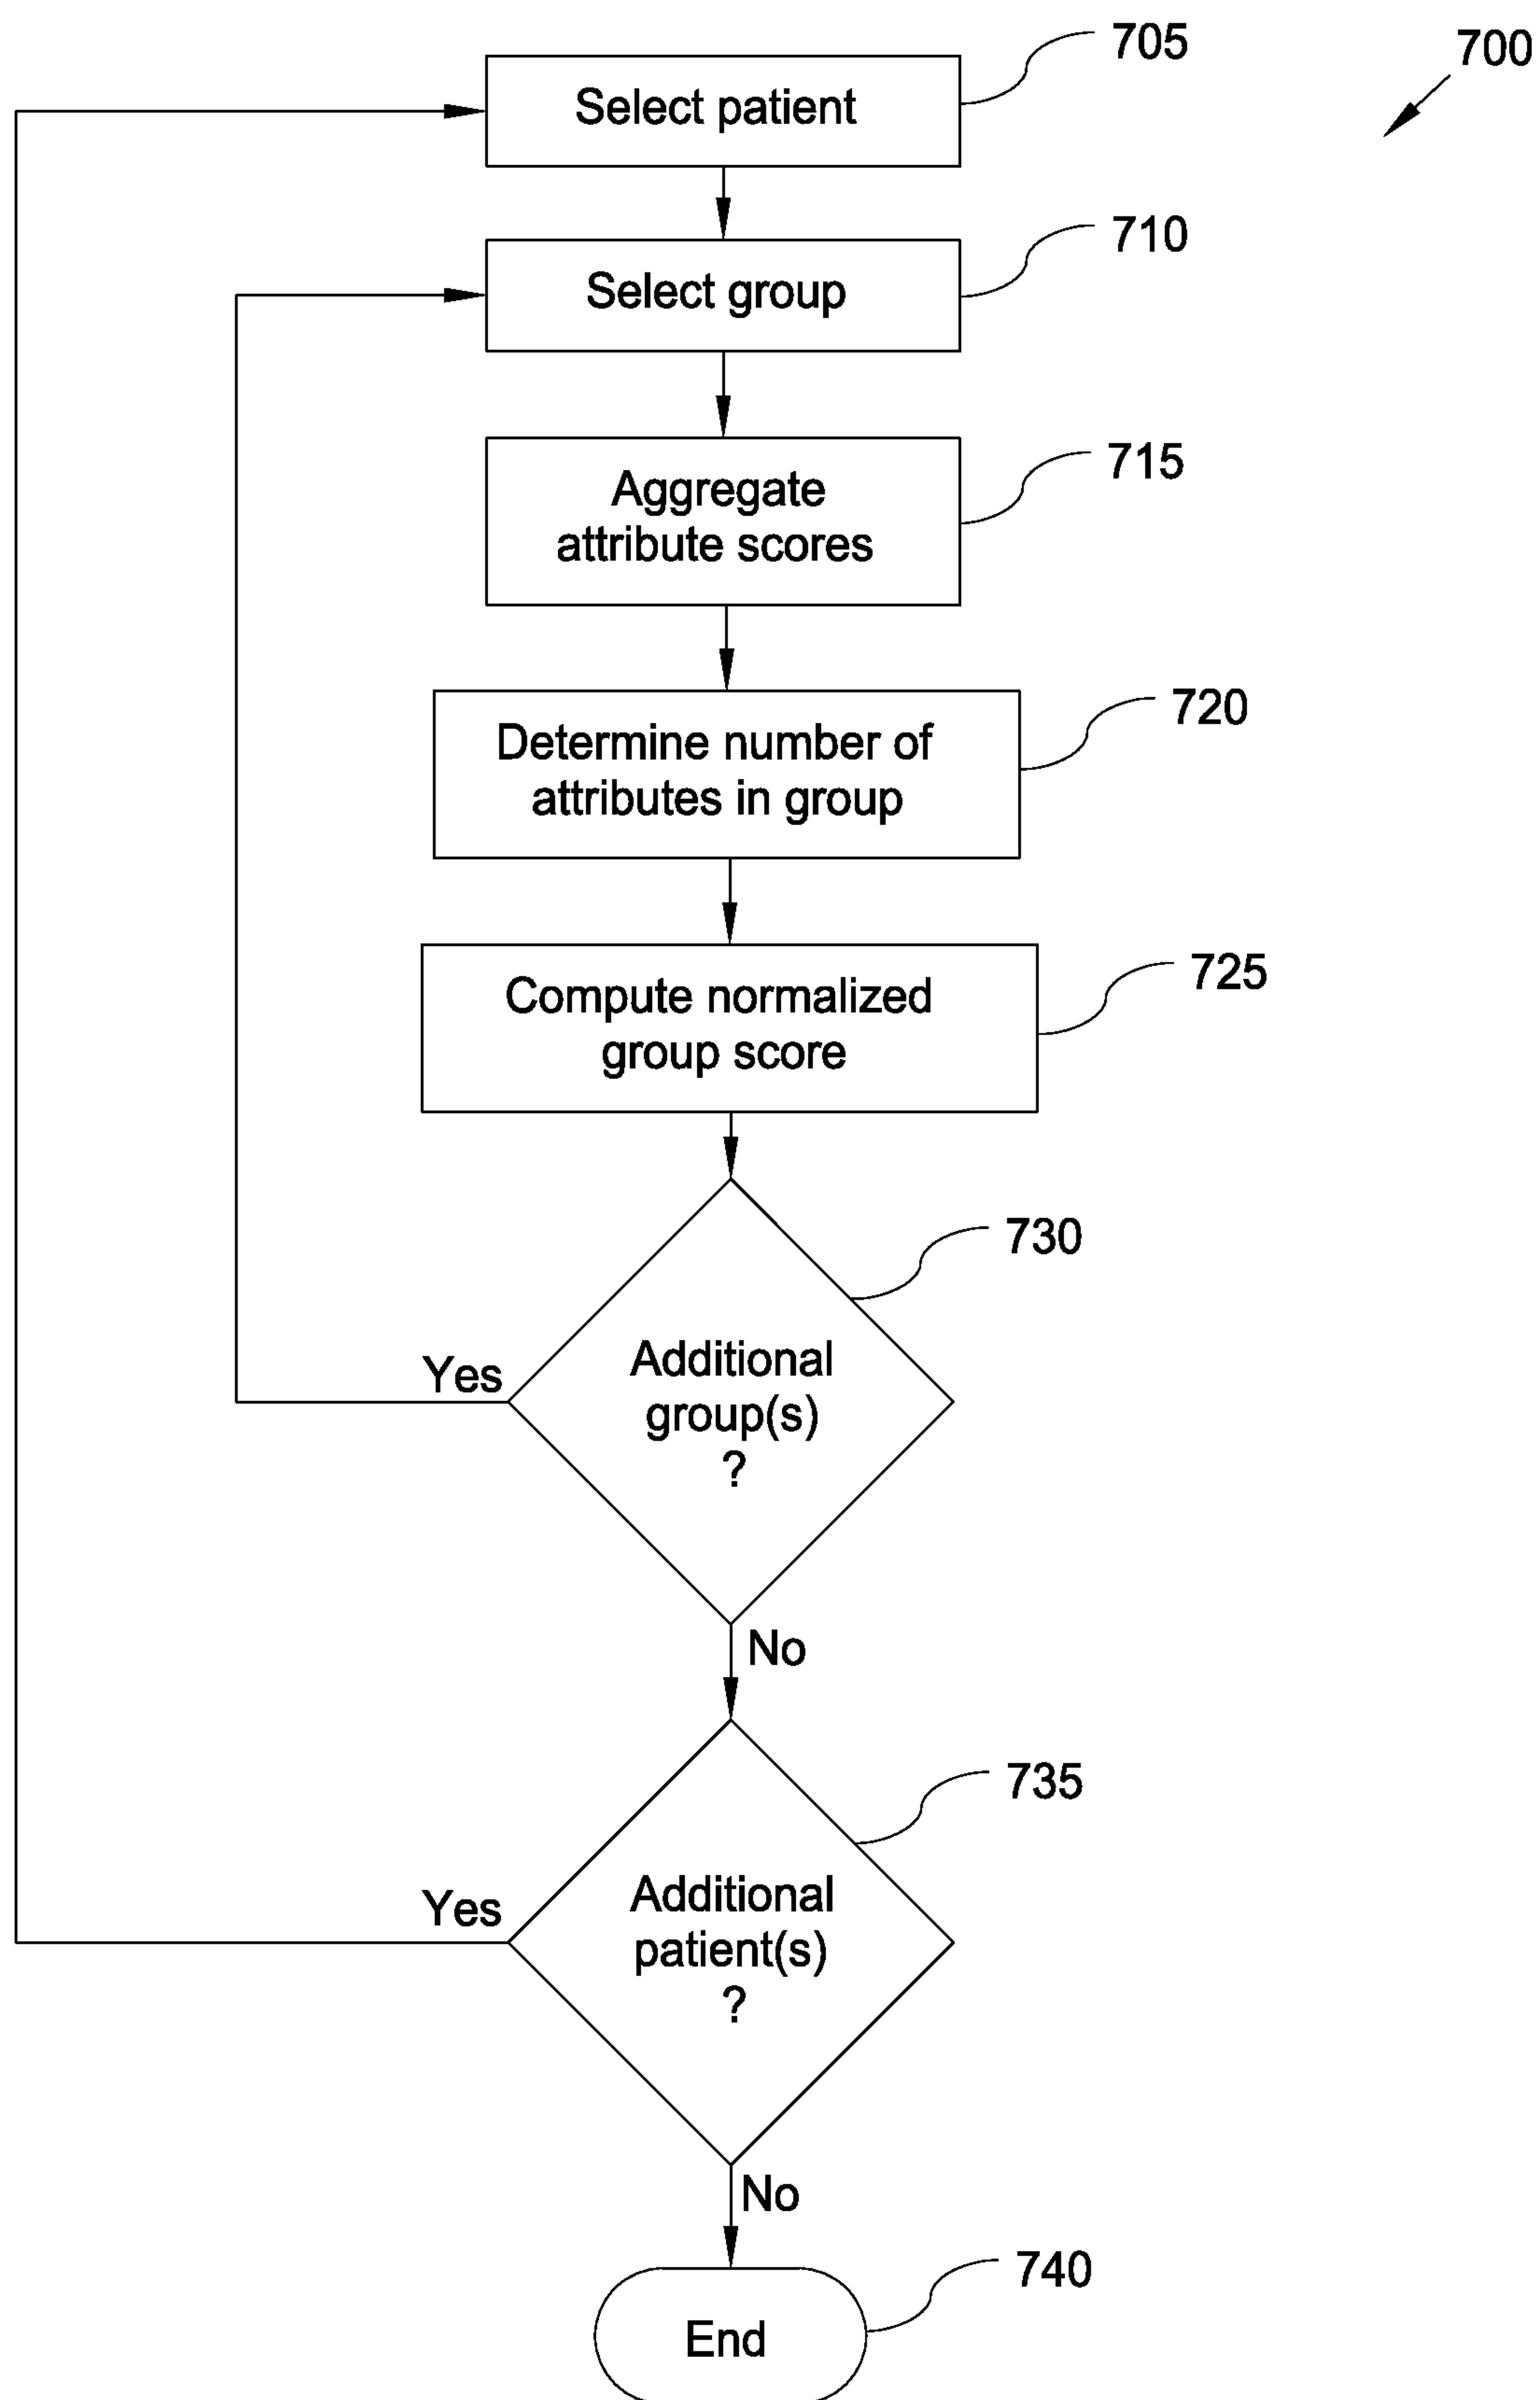 700
705
Select patient
710
Select group
715
Aggregate
attribute scores
720
Determine number of
attributes in group
725
Compute normalized
group score
730
Additional
group(s)
?
Yes
No
735
Additional
patient(s)
?
Yes
No
740
End